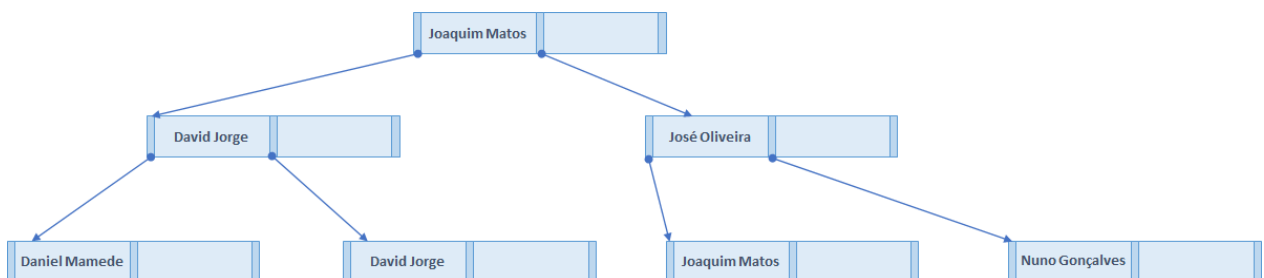 Joaquim Matos
David Jorge
José Oliveira
Daniel Mamede
David Jorge
Joaquim Matos
Nuno Gonçalves